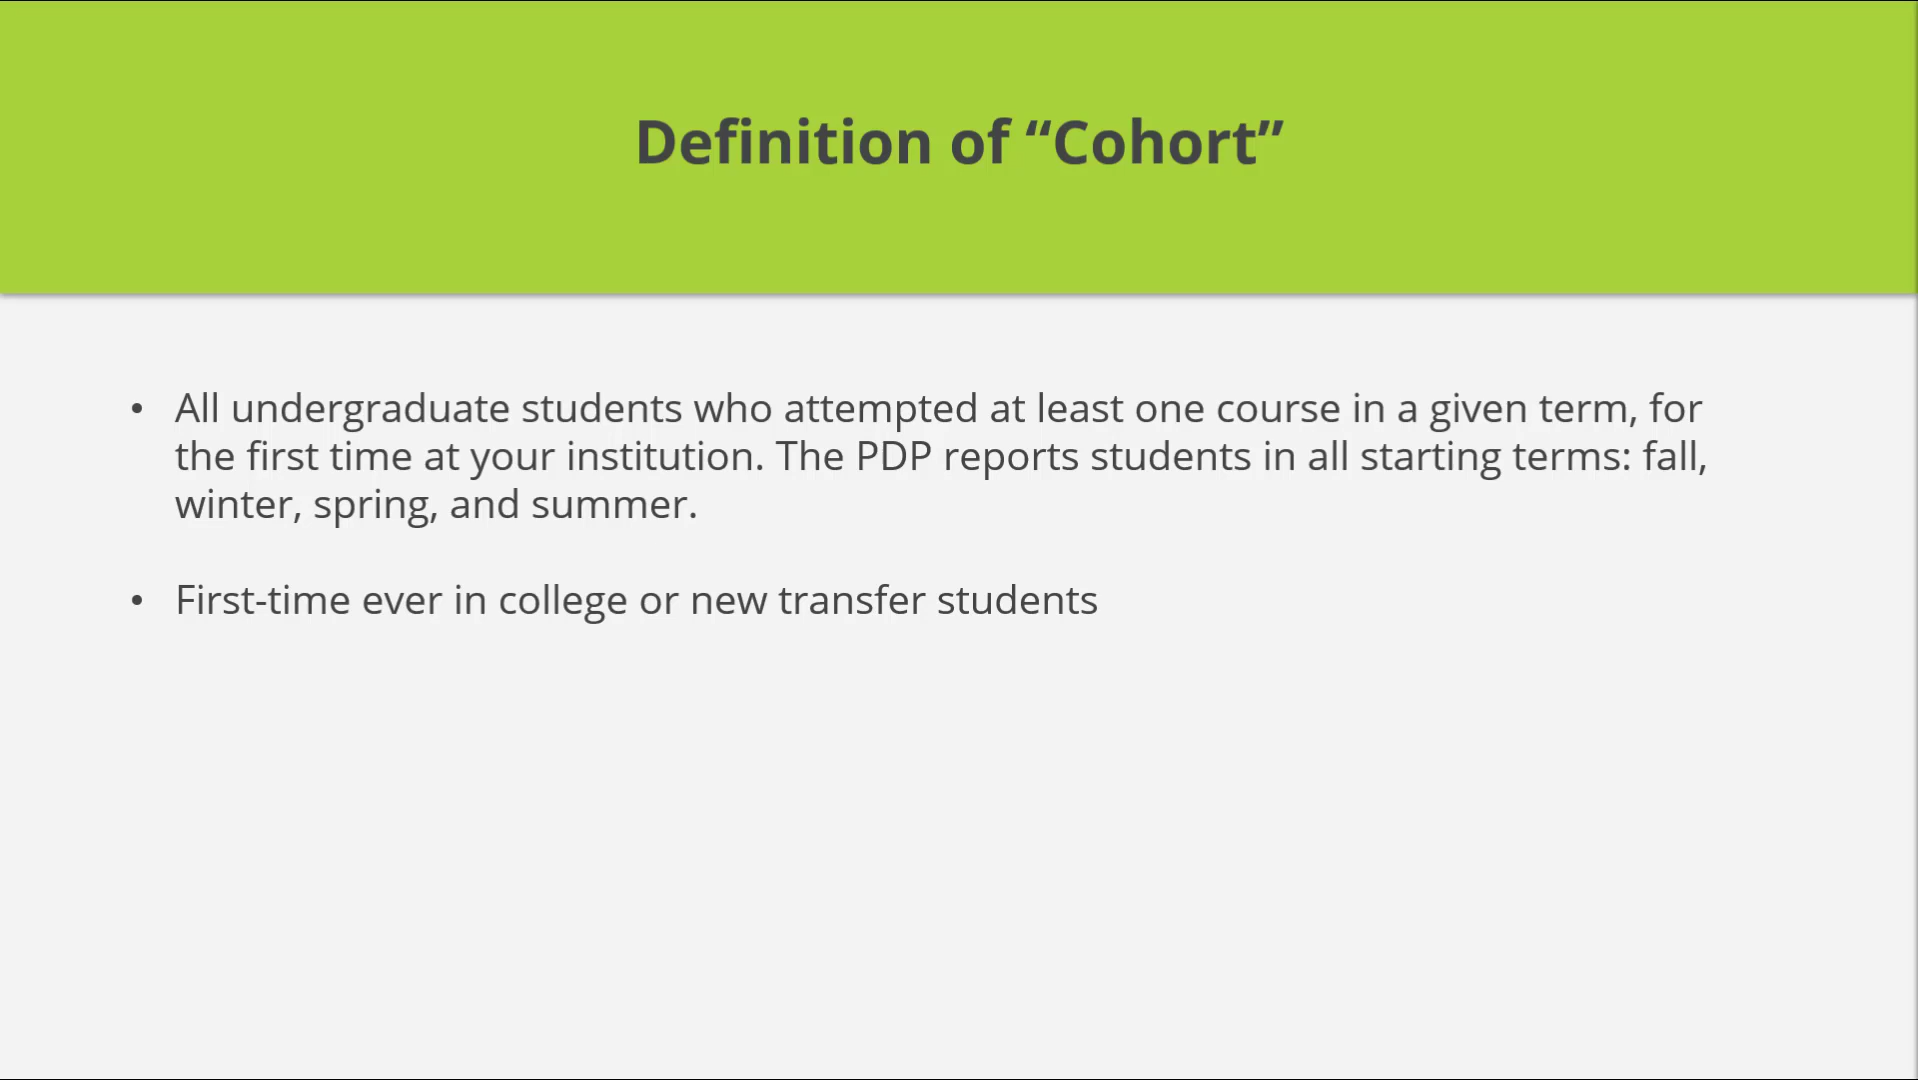 Definition of “Cohort”
• All undergraduate students who attempted at least one course in a given term, for
the first time at your institution. The PDP reports students in all starting terms: fall,
winter, spring, and summer.
• First-time ever in college or new transfer students